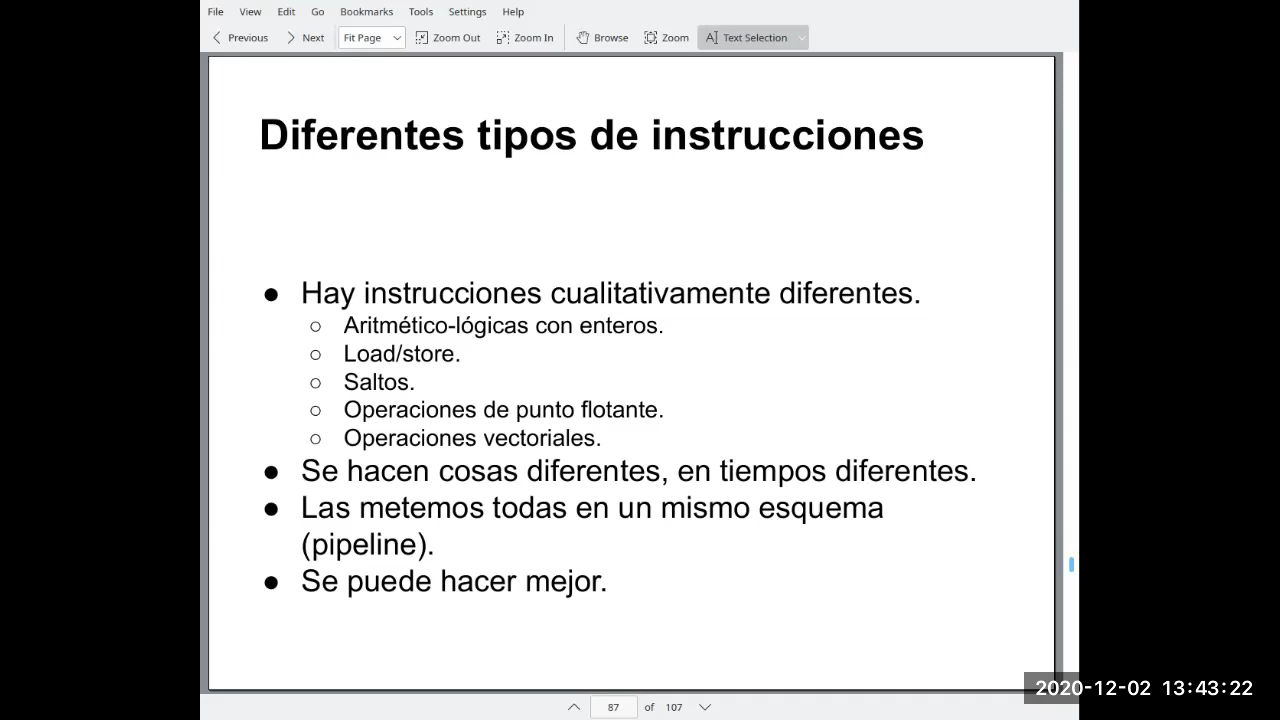 File View Edit Go Bookmarks Tools Settings Help
Previous Next Fit Page Zoom Out Zoom In Browse Zoom Text Selection
Diferentes tipos de instrucciones
● Hay instrucciones cualitativamente diferentes.
○ Aritmético-lógicas con enteros.
○ Load/store.
○ Saltos.
○ Operaciones de punto flotante.
○ Operaciones vectoriales.
● Se hacen cosas diferentes, en tiempos diferentes.
● Las metemos todas en un mismo esquema
(pipeline).
● Se puede hacer mejor.
2020-12-02 13:43:22
87 of 107